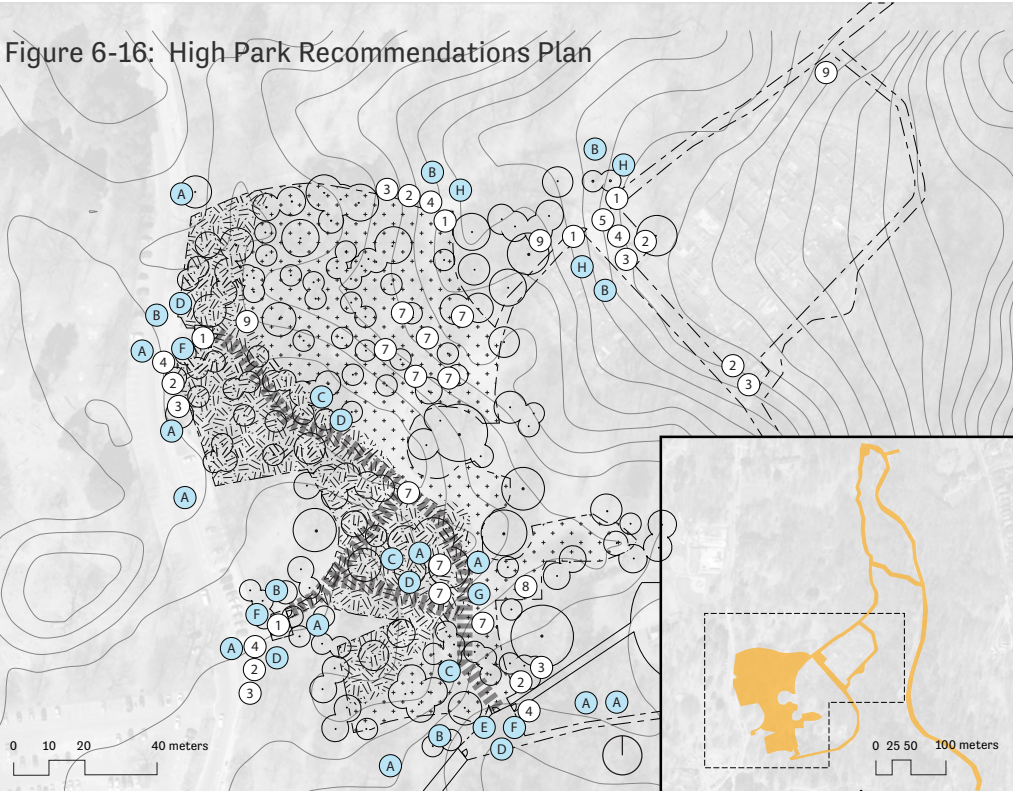 Figure 6-16: High Park Recommendations Plan
9
B
H
1
5
4
2
3
9
1
H
B
B
H
3
2
4
1
A
B
D
9
1
A
F
4
2
3
A
A
7
7
7
7
7
7
C
D
2
3
7
C
A
7
D
7
A
G
8
7
B
F
1
A
A
4
D
2
3
C
3
2
4
A
A
E
F
B
D
A
0 10 20 40 meters
0 25 50 100 meters